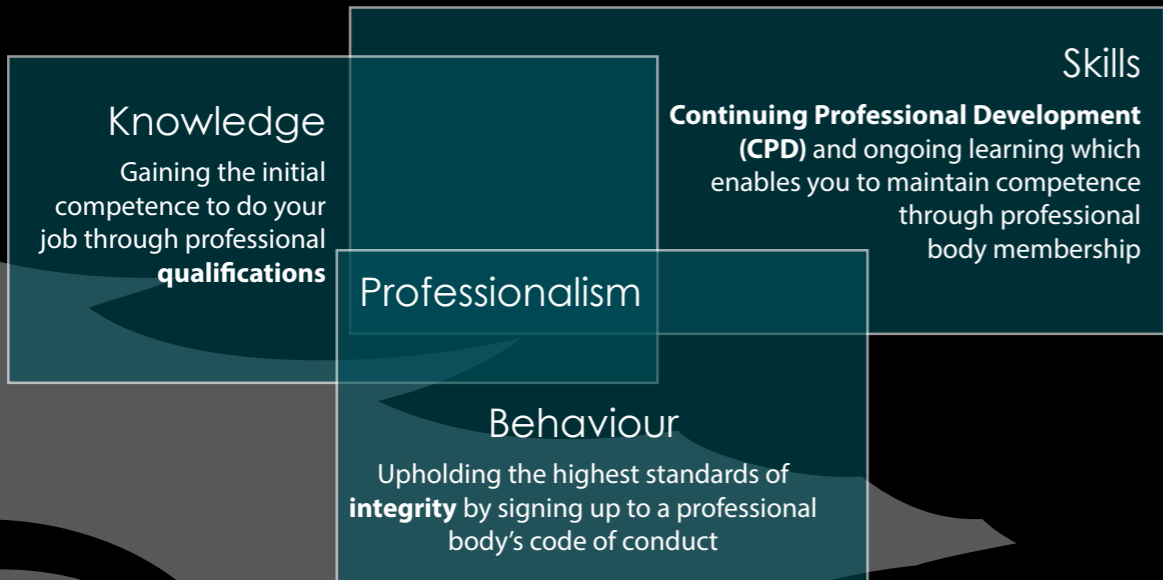 Knowledge
Gaining the initial
competence to do your
job through professional
qualifications
Skills
Continuing Professional Development
(CPD) and ongoing learning which
enables you to maintain competence
through professional
body membership
Professionalism
Behaviour
Upholding the highest standards of
integrity by signing up to a professional
body’s code of conduct